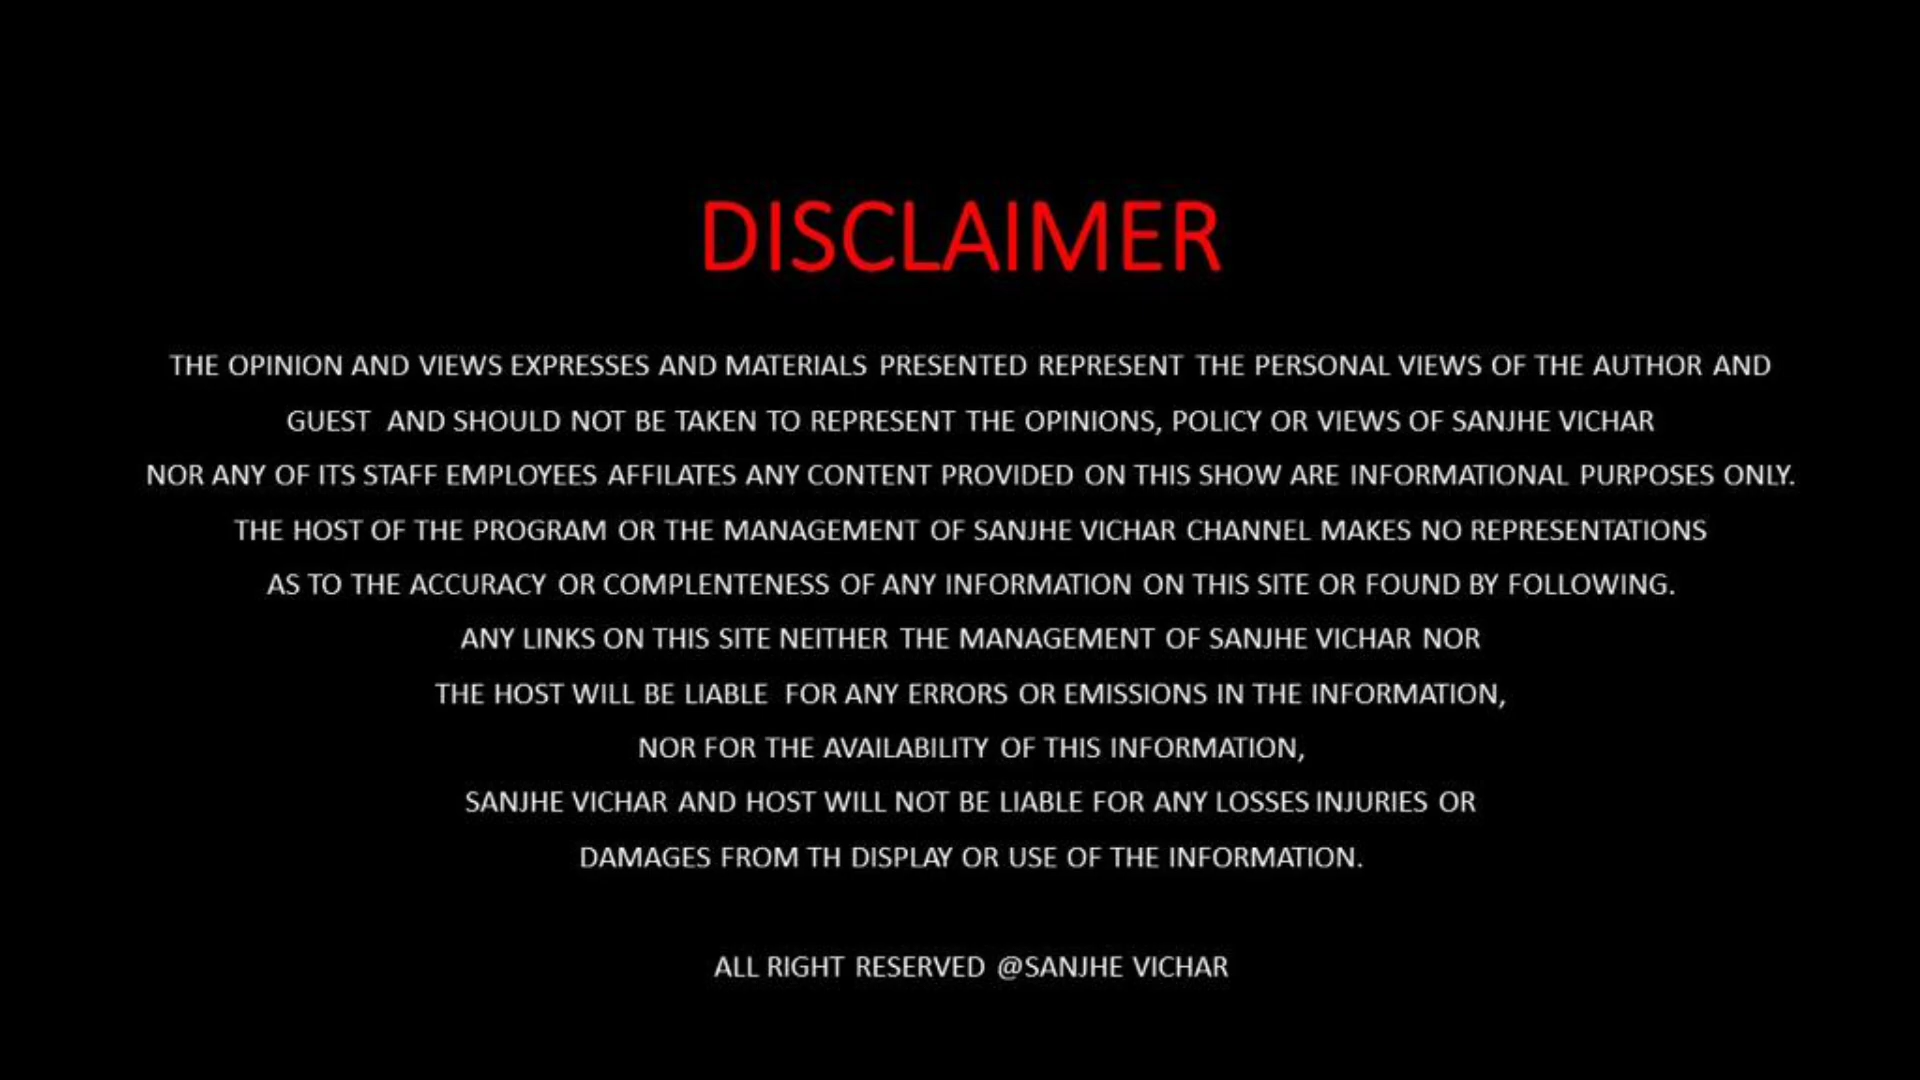 DISCLAIMER
THE OPINION AND VIEWS EXPRESSES AND MATERIALS PRESENTED REPRESENT THE PERSONAL VIEWS OF THE AUTHOR AND
GUEST AND SHOULD NOT BE TAKEN TO REPRESENT THE OPINIONS, POLICY OR VIEWS OF SANJHE VICHAR
NOR ANY OF ITS STAFF EMPLOYEES AFFILATES ANY CONTENT PROVIDED ON THIS SHOW ARE INFORMATIONAL PURPOSES ONLY.
THE HOST OF THE PROGRAM OR THE MANAGEMENT OF SANJHE VICHAR CHANNEL MAKES NO REPRESENTATIONS
AS TO THE ACCURACY OR COMPLENTENESS OF ANY INFORMATION ON THIS SITE OR FOUND BY FOLLOWING.
ANY LINKS ON THIS SITE NEITHER THE MANAGEMENT OF SANJHE VICHAR NOR
THE HOST WILL BE LIABLE FOR ANY ERRORS OR EMISSIONS IN THE INFORMATION,
NOR FOR THE AVAILABILITY OF THIS INFORMATION,
SANJHE VICHAR AND HOST WILL NOT BE LIABLE FOR ANY LOSSES INJURIES OR
DAMAGES FROM TH DISPLAY OR USE OF THE INFORMATION.
ALL RIGHT RESERVED @SANJHE VICHAR